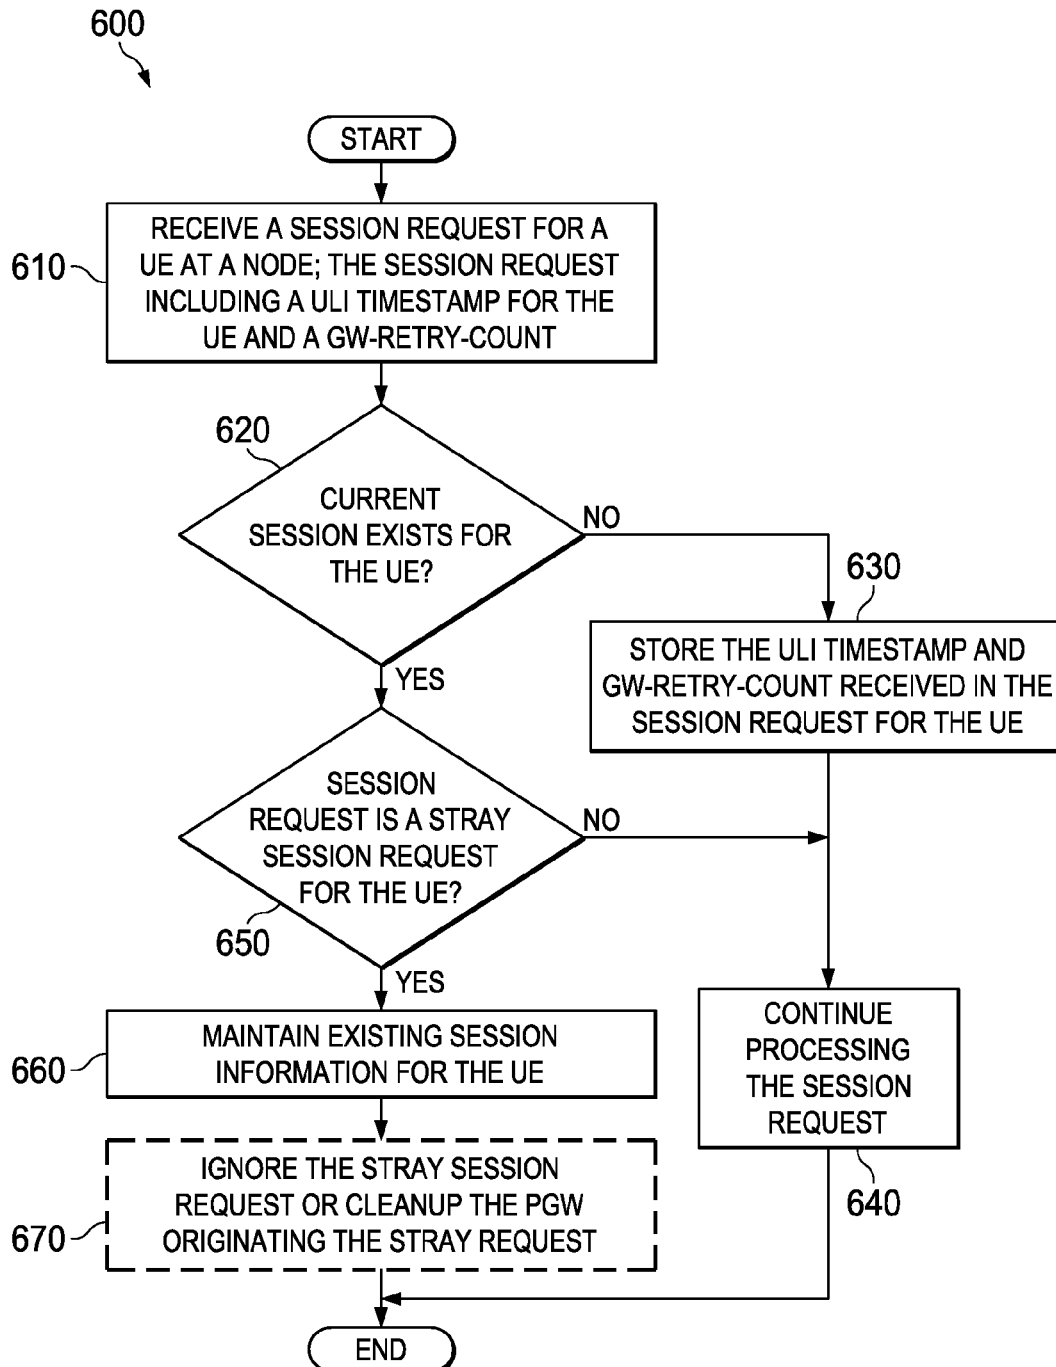 600
START
610
RECEIVE A SESSION REQUEST FOR A
UE AT A NODE; THE SESSION REQUEST
INCLUDING A ULI TIMESTAMP FOR THE
UE AND A GW-RETRY-COUNT
620
CURRENT
SESSION EXISTS FOR
THE UE?
NO
YES
630
STORE THE ULI TIMESTAMP AND
GW-RETRY-COUNT RECEIVED IN THE
SESSION REQUEST FOR THE UE
SESSION
REQUEST IS A STRAY
SESSION REQUEST
FOR THE UE?
NO
650
YES
660
MAINTAIN EXISTING SESSION
INFORMATION FOR THE UE
CONTINUE
PROCESSING
THE SESSION
REQUEST
640
670
IGNORE THE STRAY SESSION
REQUEST OR CLEANUP THE PGW
ORIGINATING THE STRAY REQUEST
END